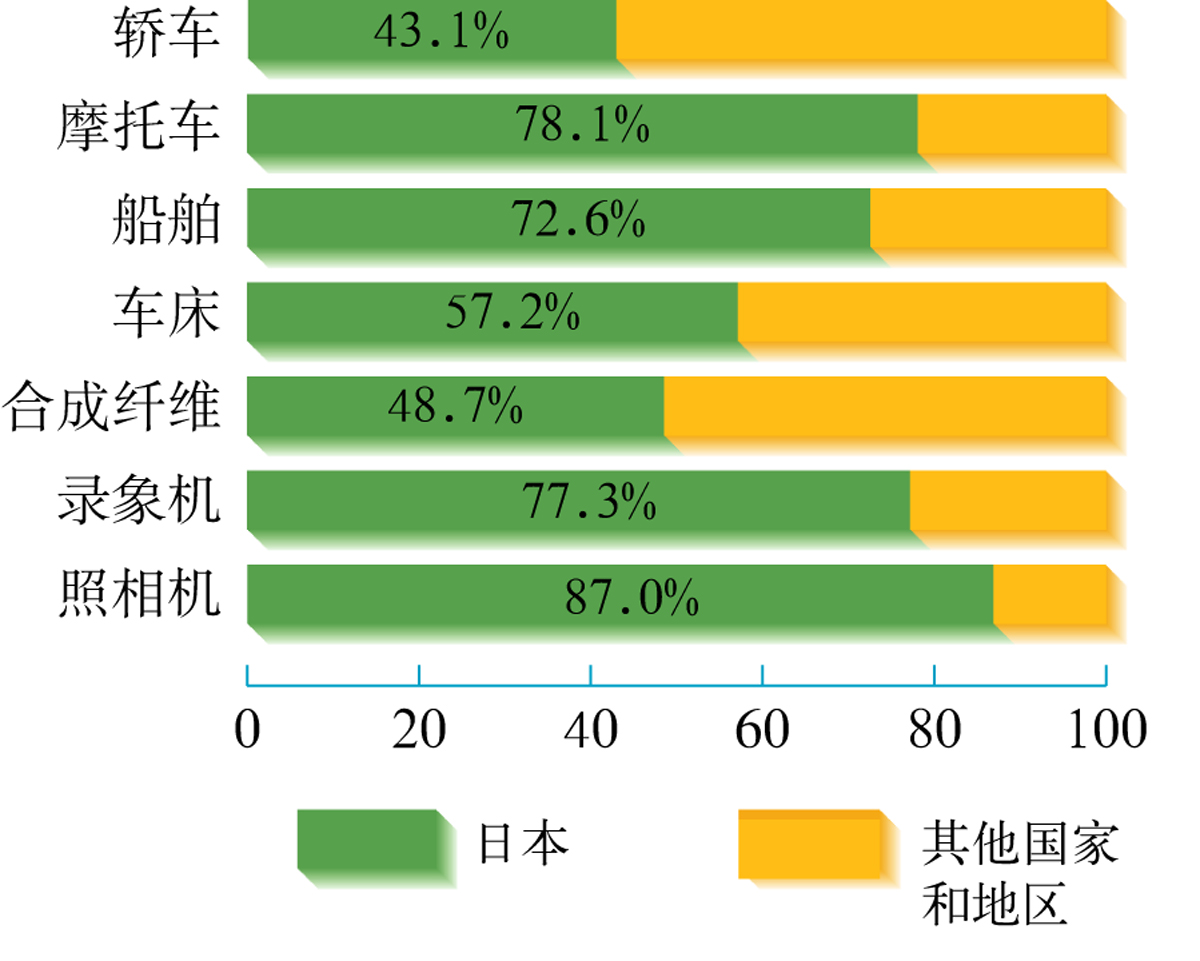 轿车 43.1%
摩托车 78.1%
船舶 72.6%
车床 57.2%
合成纤维 48.7%
录象机 77.3%
照相机 87.0%
0 20 40 60 80 100
日本 其他国家
和地区